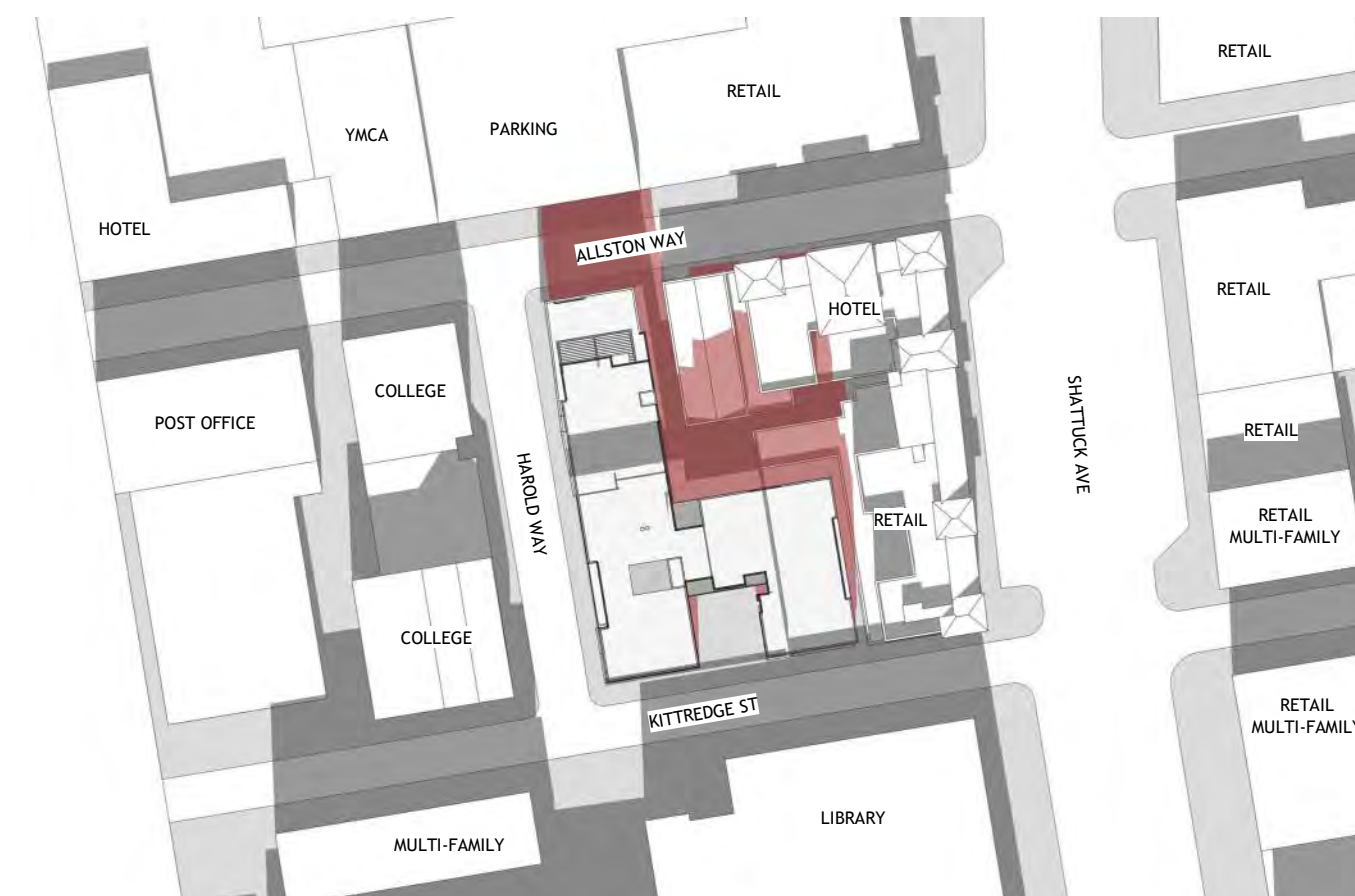 RETAIL
RETAIL
YMCA
PARKING
HOTEL
ALLSTON WAY
HOTEL
RETAIL
COLLEGE
POST OFFICE
SHATTUCK AVE
RETAIL
HAROLD WAY
RETAIL
RETAIL
MULTI-FAMILY
COLLEGE
KITTREDGE ST
RETAIL
MULTI-FAMILY
LIBRARY
MULTI-FAMILY